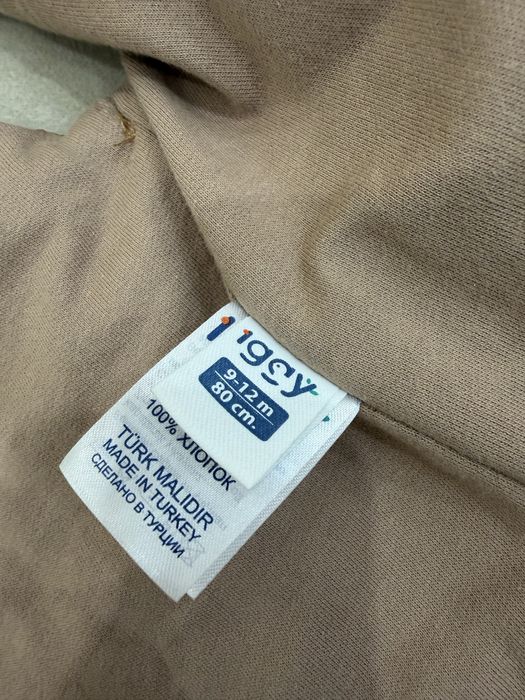 iggy
9-12 m
80 cm.
100% ХЛОПОК
TÜRK MALIDIR
MADE IN TURKEY
СДЕЛАНО В ТУРЦИИ